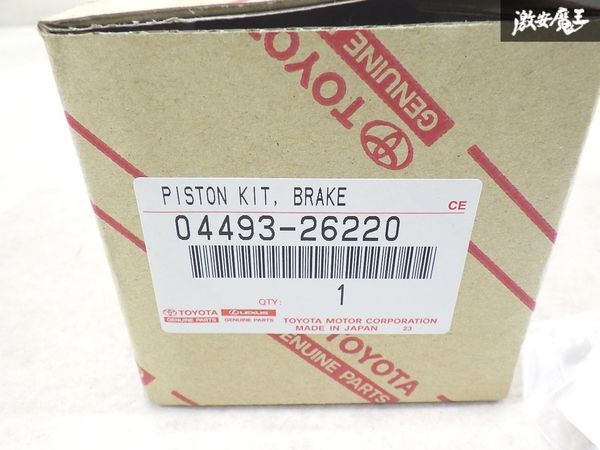 激安魔王
TOYOTA
GENUINE
PISTON KIT, BRAKE
CE
04493-26220
QTY: 1
TOYOTA LEXUS
GENUINE PARTS GENUINE PARTS
TOYOTA MOTOR CORPORATION
MADE IN JAPAN 23
TOYOTA
GENUINE PARTS